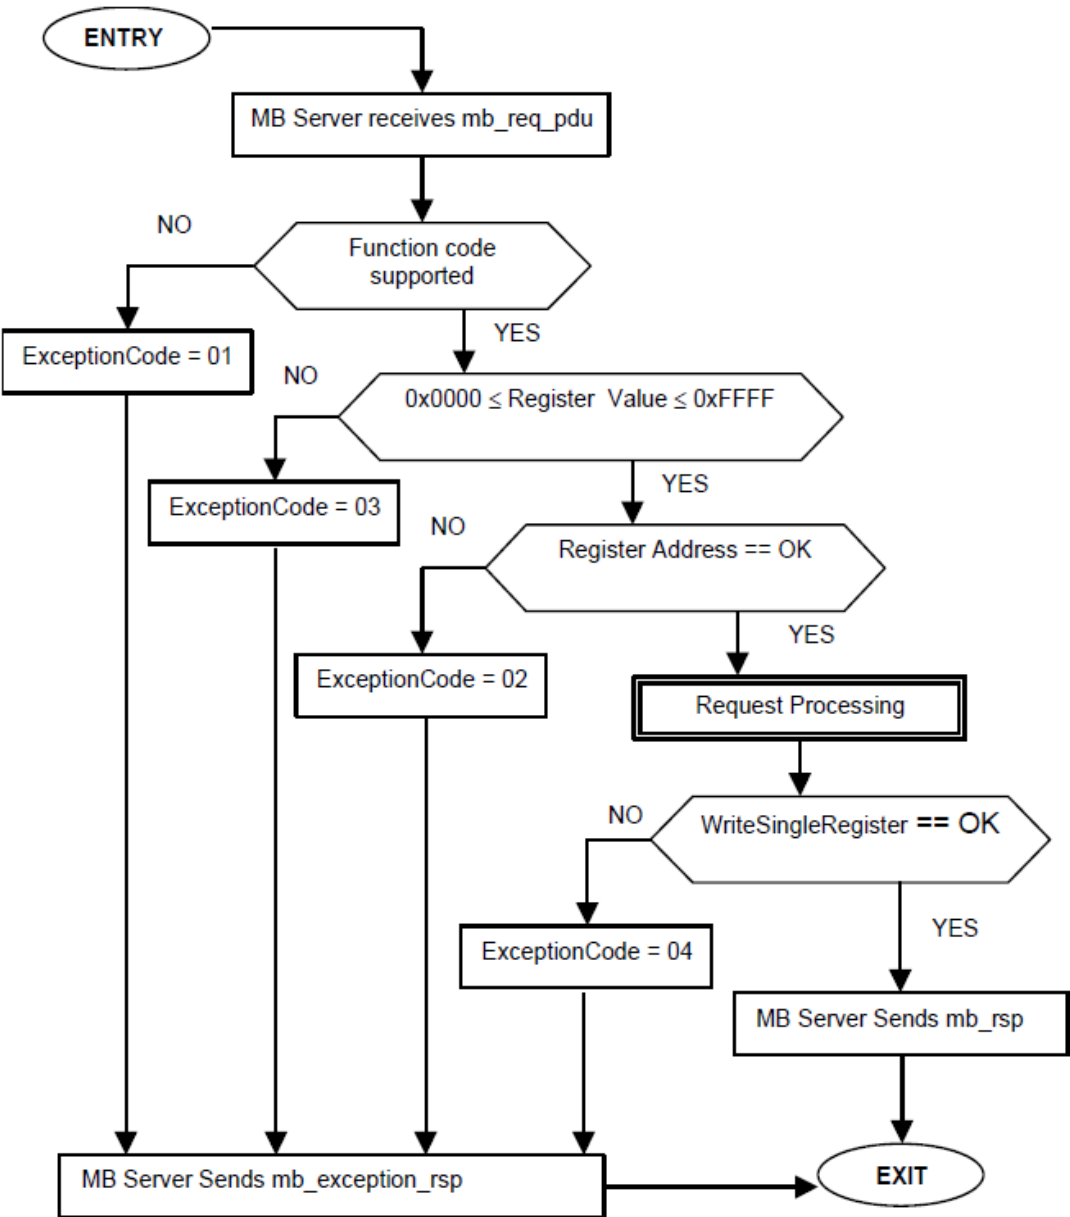 ENTRY
MB Server receives mb_req_pdu
NO
Function code
supported
YES
ExceptionCode = 01
NO
0x0000 ≤ Register  Value ≤ 0xFFFF
YES
ExceptionCode = 03
NO
Register Address == OK
YES
ExceptionCode = 02
Request Processing
NO
WriteSingleRegister == OK
YES
ExceptionCode = 04
MB Server Sends mb_rsp
MB Server Sends mb_exception_rsp
EXIT